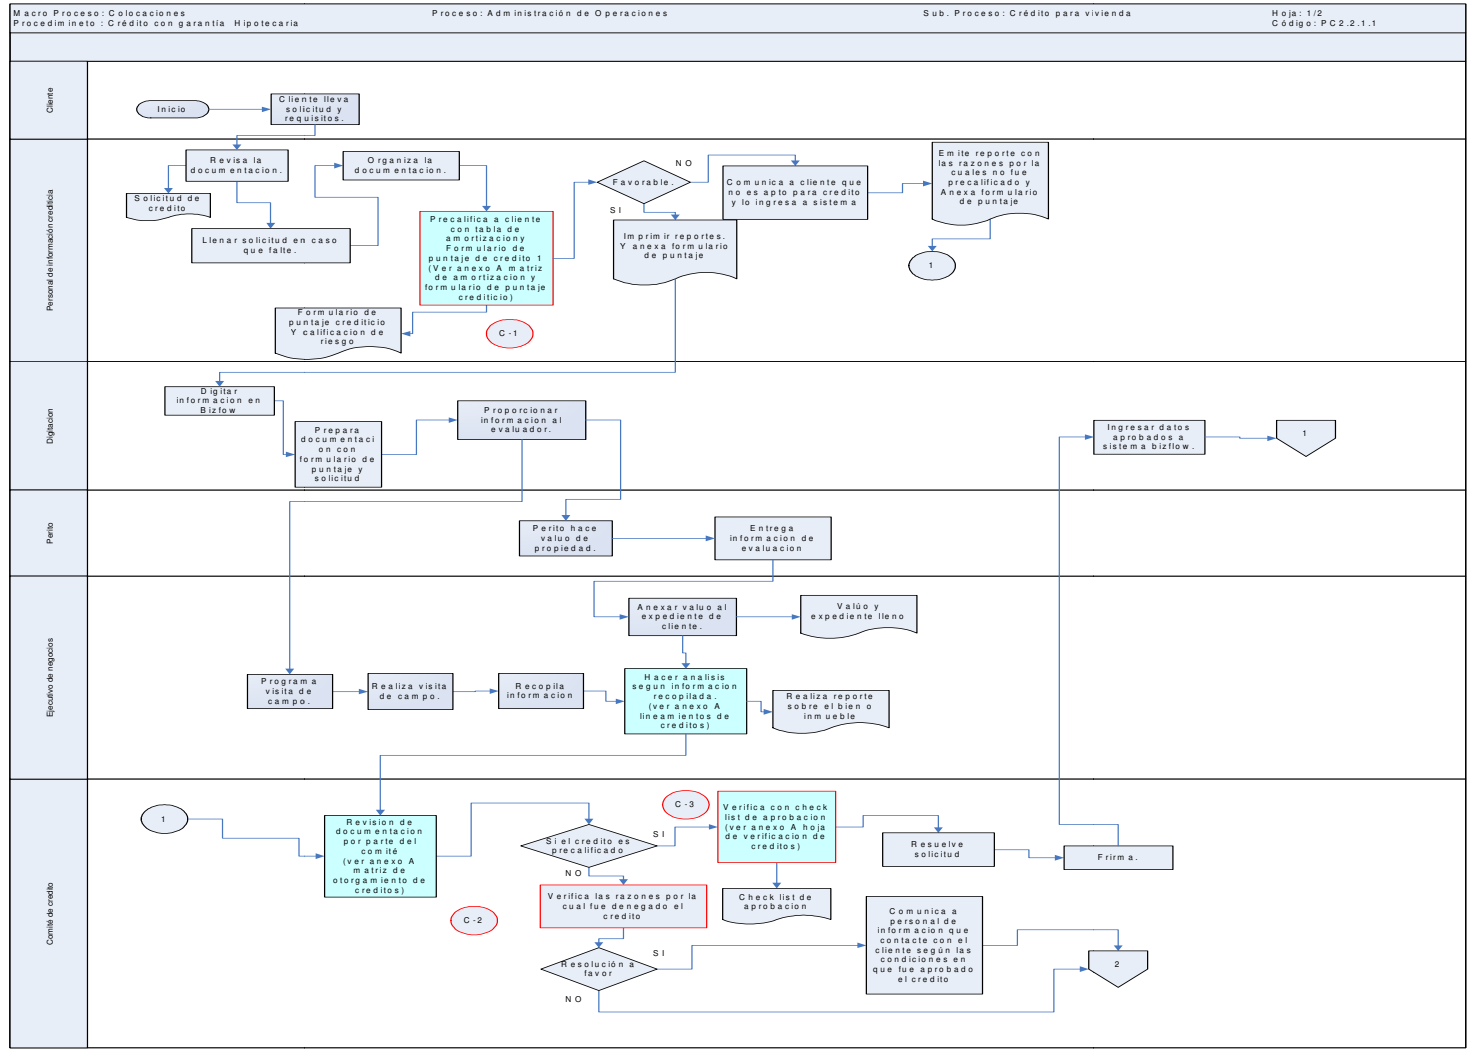 Macro Proceso: Colocaciones
Proceso: Administración de Operaciones
Sub. Proceso: Crédito para vivienda
Hoja: 1/2
Procedimineto : Crédito con garantía Hipotecaria
Código: PC2.2.1.1
Cliente
Inicio
Cliente lleva
solicitud y
requisitos.
Personal de información crediticia
Revisa la
documentacion.
Solicitud de
credito
Llenar solicitud en caso
que falte.
Organiza la
documentacion.
Precalifica a cliente
con tabla de
amortizaciony
Formulario de
puntaje de credito 1
(Ver anexo A matriz
de amortizacion y
formulario de puntaje
crediticio)
Formulario de
puntaje crediticio
Y calificacion de
riesgo
C-1
Favorable.
NO
SI
Imprimir reportes.
Y anexa formulario
de puntaje
Comunica a cliente que
no es apto para credito
y lo ingresa a sistema
Emite reporte con
las razones por la
cuales no fue
precalificado y
Anexa formulario
de puntaje
1
Digitacion
Digitar
informacion en
Bizfow
Prepara
documentaci
on con
formulario de
puntaje y
solicitud
Proporcionar
informacion al
evaluador.
Ingresar datos
aprobados a
sistema bizflow.
1
Perito
Perito hace
valuo de
propiedad.
Entrega
informacion de
evaluacion
Ejecutivo de negocios
Anexar valuo al
expediente de
cliente.
Valúo y
expediente lleno
Programa
visita de
campo.
Realiza visita
de campo.
Recopila
informacion
Hacer analisis
segun informacion
recopilada.
(ver anexo A
lineamientos de
creditos)
Realiza reporte
sobre el bien o
inmueble
Comité de credito
1
Revision de
documentacion
por parte del
comité
(ver anexo A
matriz de
otorgamiento de
creditos)
C-2
Si el credito es
precalificado
SI
NO
C-3
Verifica con check
list de aprobacion
(ver anexo A hoja
de verificacion de
creditos)
Check list de
aprobacion
Resuelve
solicitud
Frirma.
Verifica las razones por la
cual fue denegado el
credito
Resolución a
favor
SI
NO
Comunica a
personal de
informacion que
contacte con el
cliente según las
condiciones en
que fue aprobado
el credito
2